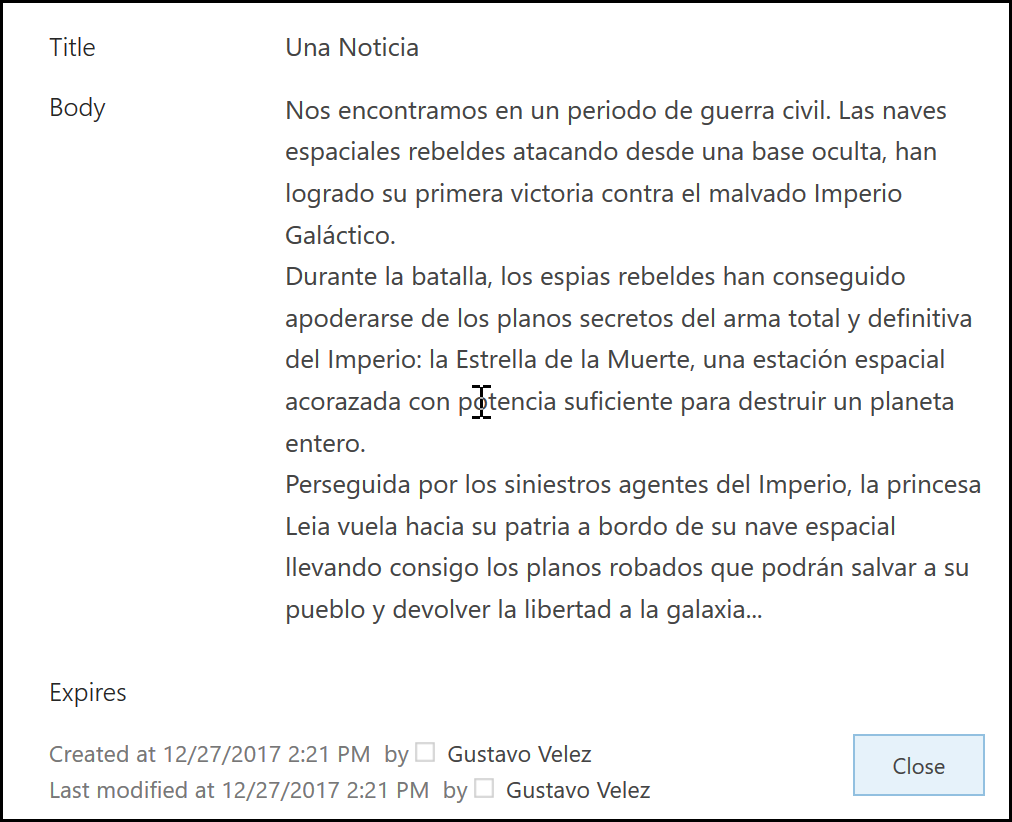 Title Una Noticia
Body Nos encontramos en un periodo de guerra civil. Las naves
espaciales rebeldes atacando desde una base oculta, han
logrado su primera victoria contra el malvado Imperio
Galáctico.
Durante la batalla, los espias rebeldes han conseguido
apoderarse de los planos secretos del arma total y definitiva
del Imperio: la Estrella de la Muerte, una estación espacial
acorazada con potencia suficiente para destruir un planeta
entero.
Perseguida por los siniestros agentes del Imperio, la princesa
Leia vuela hacia su patria a bordo de su nave espacial
llevando consigo los planos robados que podrán salvar a su
pueblo y devolver la libertad a la galaxia...
Expires
Created at 12/27/2017 2:21 PM by Gustavo Velez
Last modified at 12/27/2017 2:21 PM by Gustavo Velez
Close